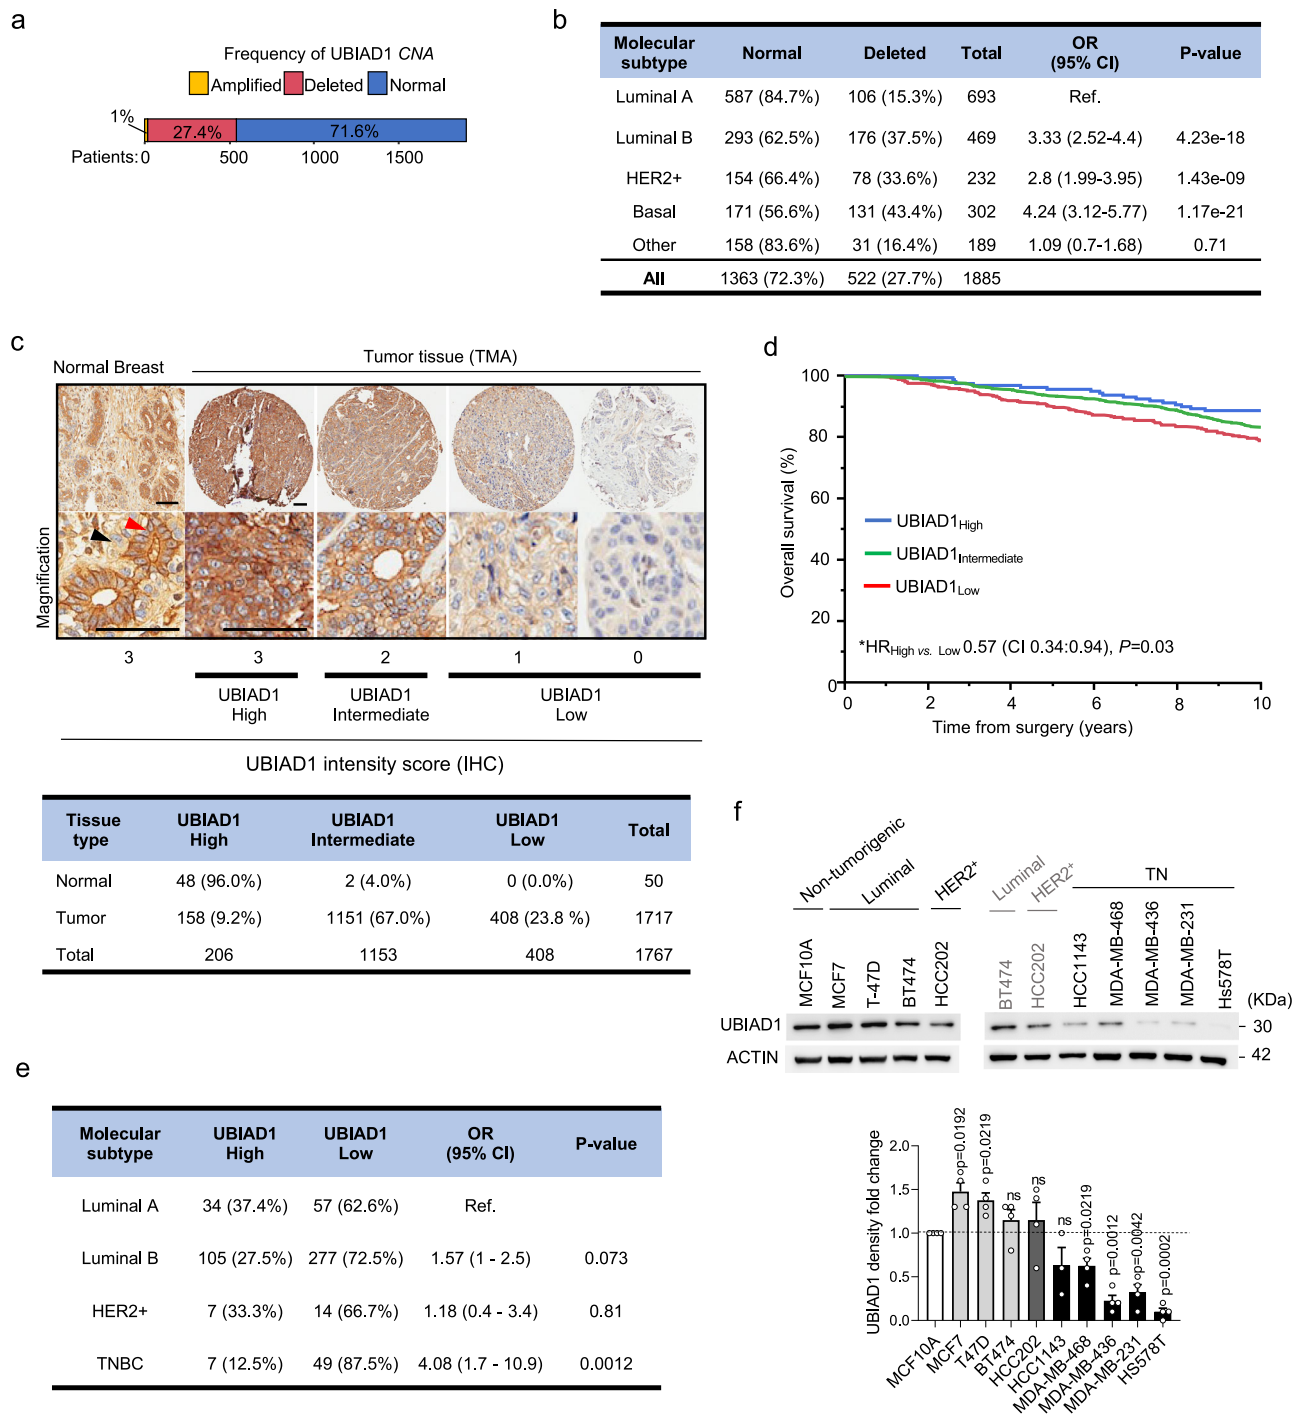 a
Frequency of UBIAD1 CNA
Amplified Deleted Normal
1%
27.4% 71.6%
Patients: 0 500 1000 1500
b
Molecular subtype Normal Deleted Total OR (95% CI) P-value
Luminal A 587 (84.7%) 106 (15.3%) 693 Ref.
Luminal B 293 (62.5%) 176 (37.5%) 469 3.33 (2.52-4.4) 4.23e-18
HER2+ 154 (66.4%) 78 (33.6%) 232 2.8 (1.99-3.95) 1.43e-09
Basal 171 (56.6%) 131 (43.4%) 302 4.24 (3.12-5.77) 1.17e-21
Other 158 (83.6%) 31 (16.4%) 189 1.09 (0.7-1.68) 0.71
All 1363 (72.3%) 522 (27.7%) 1885
c
Normal Breast Tumor tissue (TMA)
Magnification
3 3 2 1 0
UBIAD1 High UBIAD1 Intermediate UBIAD1 Low
UBIAD1 intensity score (IHC)
Tissue type UBIAD1 High UBIAD1 Intermediate UBIAD1 Low Total
Normal 48 (96.0%) 2 (4.0%) 0 (0.0%) 50
Tumor 158 (9.2%) 1151 (67.0%) 408 (23.8 %) 1717
Total 206 1153 408 1767
d
Overall survival (%)
100
80
60
40
20
0
UBIAD1High
UBIAD1Intermediate
UBIAD1Low
*HRHigh vs. Low 0.57 (CI 0.34:0.94), P=0.03
0 2 4 6 8 10
Time from surgery (years)
e
Molecular subtype UBIAD1 High UBIAD1 Low OR (95% CI) P-value
Luminal A 34 (37.4%) 57 (62.6%) Ref.
Luminal B 105 (27.5%) 277 (72.5%) 1.57 (1 - 2.5) 0.073
HER2+ 7 (33.3%) 14 (66.7%) 1.18 (0.4 - 3.4) 0.81
TNBC 7 (12.5%) 49 (87.5%) 4.08 (1.7 - 10.9) 0.0012
f
Non-tumorigenic Luminal HER2+ Luminal HER2+ TN
MCF10A MCF7 T-47D BT474 HCC202 BT474 HCC202 HCC1143 MDA-MB-468 MDA-MB-436 MDA-MB-231 Hs578T (KDa)
UBIAD1 - 30
ACTIN - 42
UBIAD1 density fold change
2.0
1.5
1.0
0.5
0.0
p=0.0192 p=0.0219 ns ns ns p=0.0219 p=0.0012 p=0.0042 p=0.0002
MCF10A MCF7 T47D BT474 HCC202 HCC1143 MDA-MB-468 MDA-MB-436 MDA-MB-231 HS578T